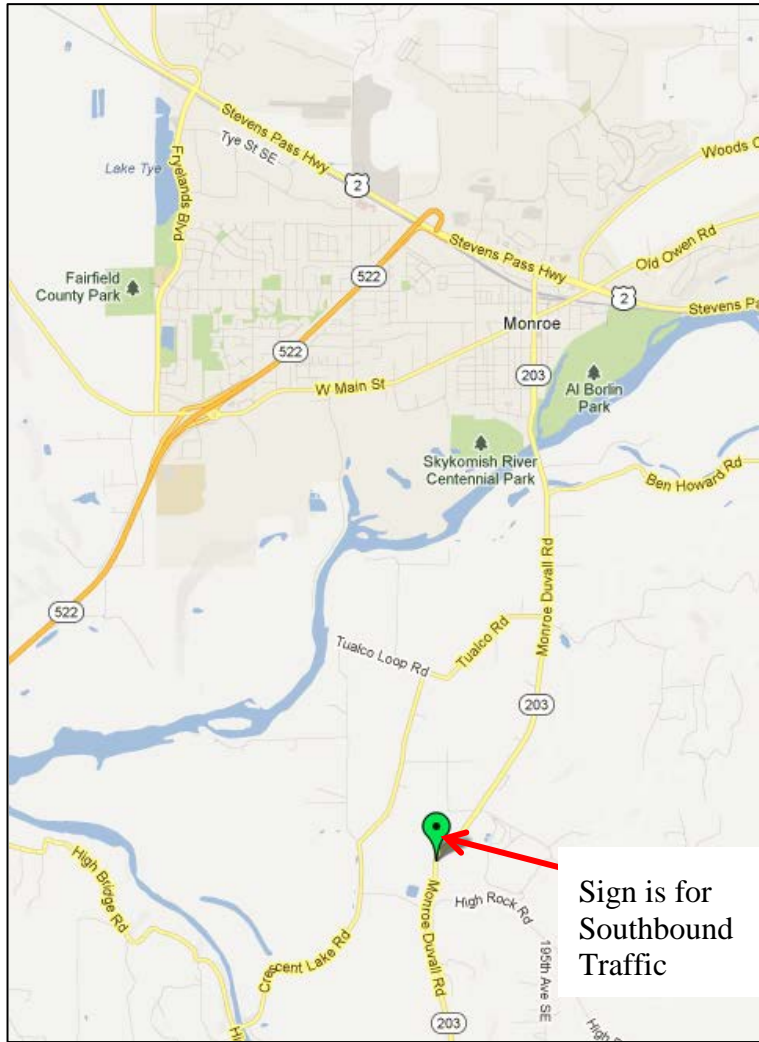 Stevens Pass Hwy
Tye St SE
Woods C
Lake Tye
Fryelands Blvd
2
Old Owen Rd
Stevens Pass Hwy
Fairfield
County Park
522
2
Stevens Pa
Monroe
522
203
Al Borlin
Park
W Main St
Skykomish River
Centennial Park
Ben Howard Rd
Monroe Duvall Rd
522
Tualco Rd
Tualco Loop Rd
203
High Bridge Rd
Monroe Duvall Rd
High Rock Rd
Crescent Lake Rd
195th Ave SE
203
Sign is for
Southbound
Traffic